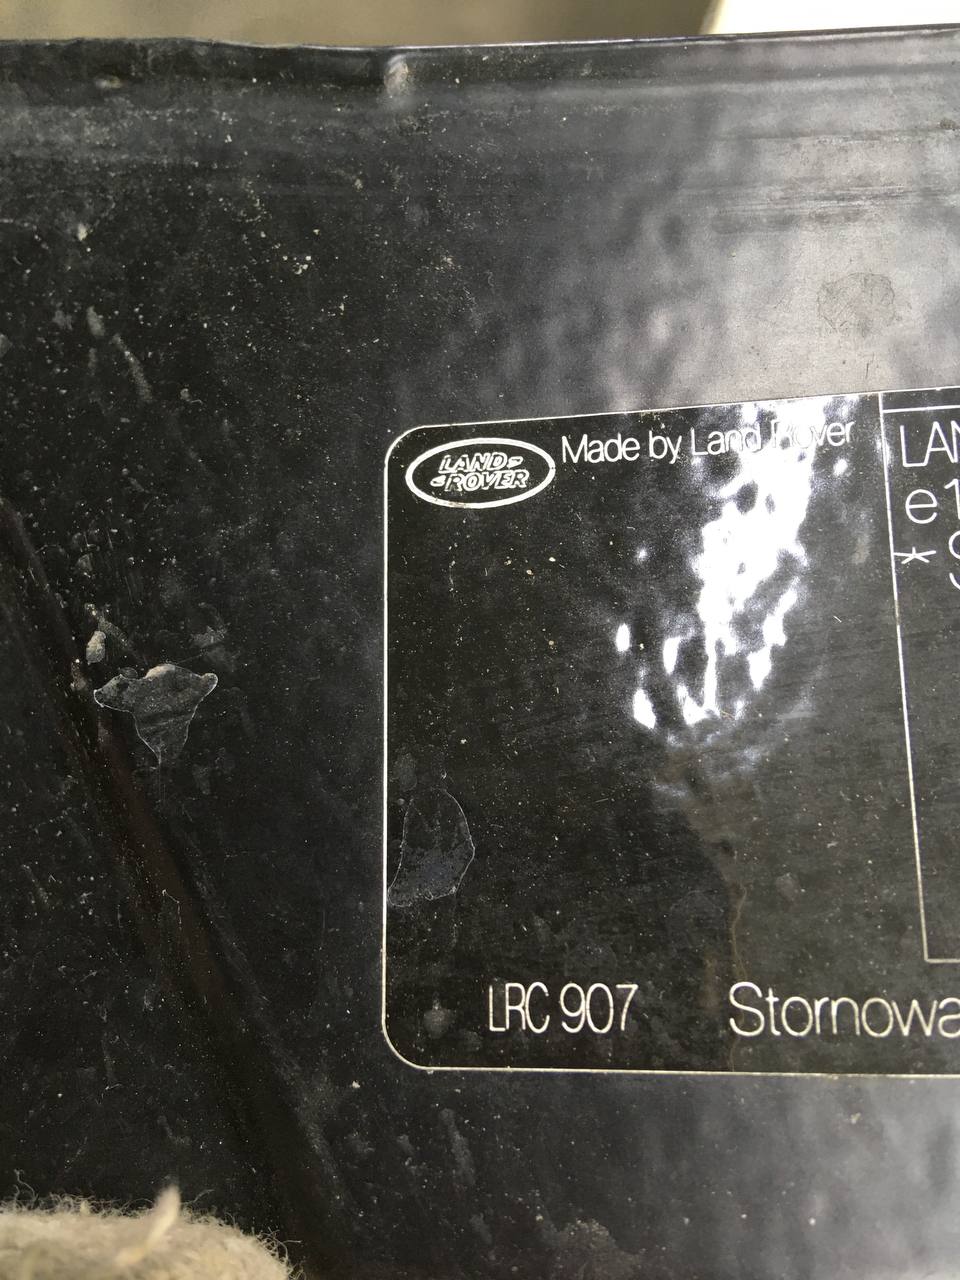 LAND
ROVER
Made by Land Rover
LRC 907
Stornowa
LAN
e1
*